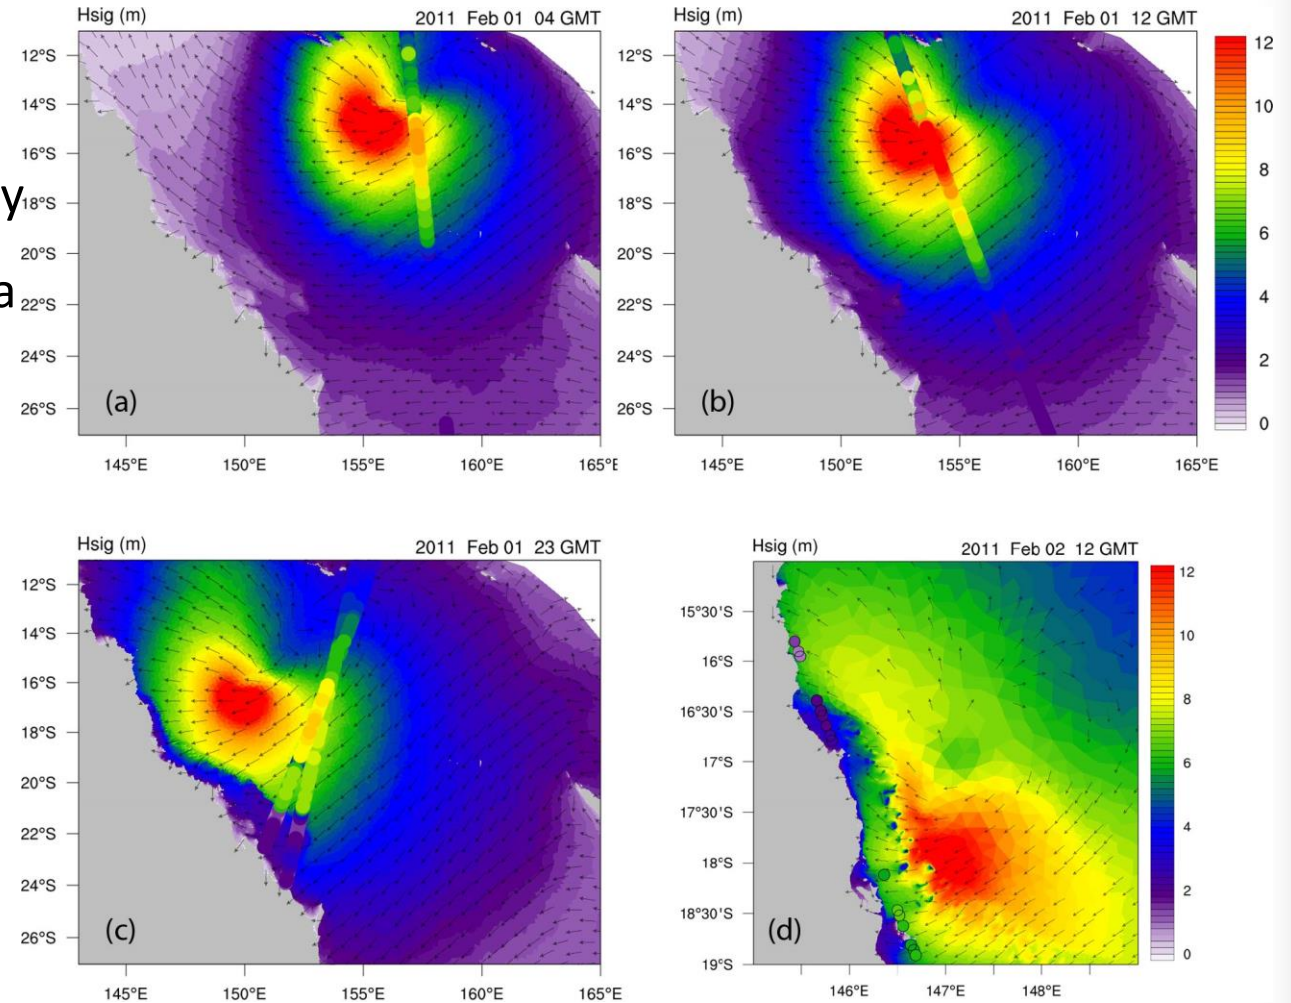 y
a
Hsig (m) 2011 Feb 01 04 GMT
12°S
14°S
16°S
18°S
20°S
22°S
24°S
26°S
(a)
145°E 150°E 155°E 160°E 165°E
Hsig (m) 2011 Feb 01 12 GMT
12°S
14°S
16°S
18°S
20°S
22°S
24°S
26°S
(b)
145°E 150°E 155°E 160°E 165°E
12
10
8
6
4
2
0
Hsig (m) 2011 Feb 01 23 GMT
12°S
14°S
16°S
18°S
20°S
22°S
24°S
26°S
(c)
145°E 150°E 155°E 160°E 165°E
Hsig (m) 2011 Feb 02 12 GMT
15°30'S
16°S
16°30'S
17°S
17°30'S
18°S
18°30'S
19°S
(d)
146°E 147°E 148°E
12
10
8
6
4
2
0